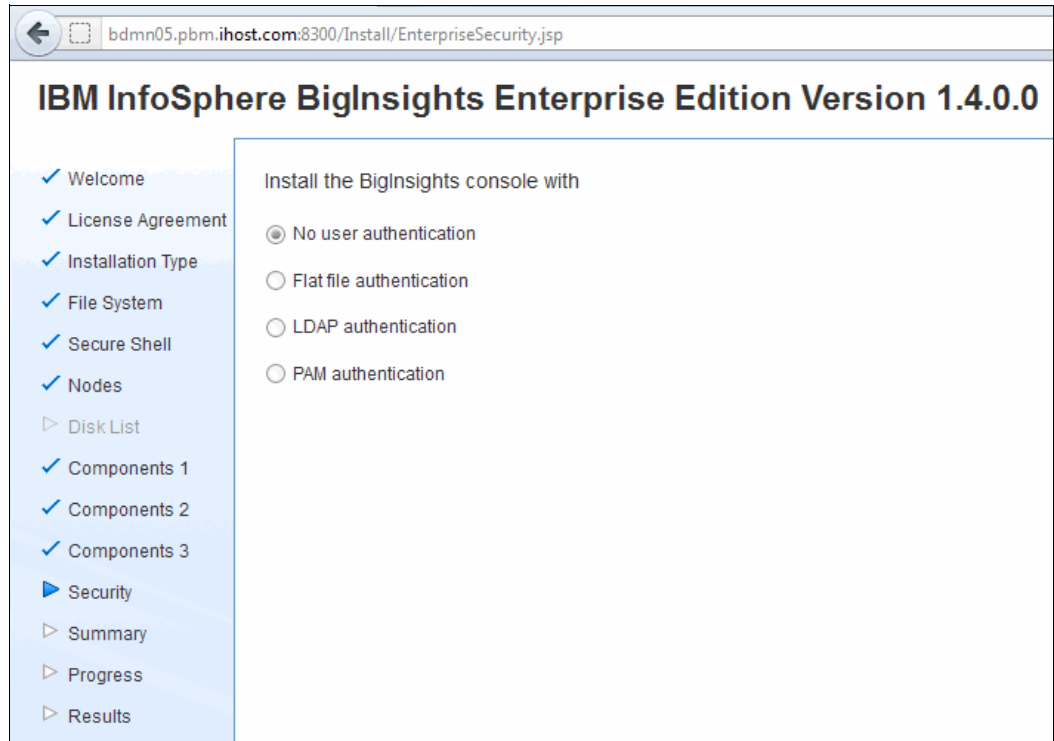 bdmn05.pbm.ihost.com:8300/Install/EnterpriseSecurity.jsp
IBM InfoSphere BigInsights Enterprise Edition Version 1.4.0.0
Welcome
License Agreement
Installation Type
File System
Secure Shell
Nodes
Disk List
Components 1
Components 2
Components 3
Security
Summary
Progress
Results
Install the BigInsights console with
No user authentication
Flat file authentication
LDAP authentication
PAM authentication